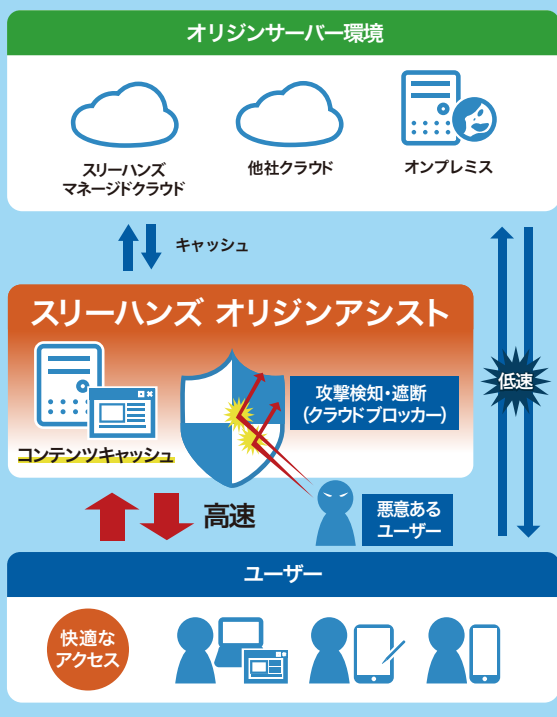 オリジンサーバー環境
スリーハンズ
マネージドクラウド
他社クラウド
オンプレミス
キャッシュ
スリーハンズ オリジンアシスト
低速
攻撃検知・遮断
(クラウドブロッカー)
コンテンツキャッシュ
高速
悪意ある
ユーザー
ユーザー
快適な
アクセス